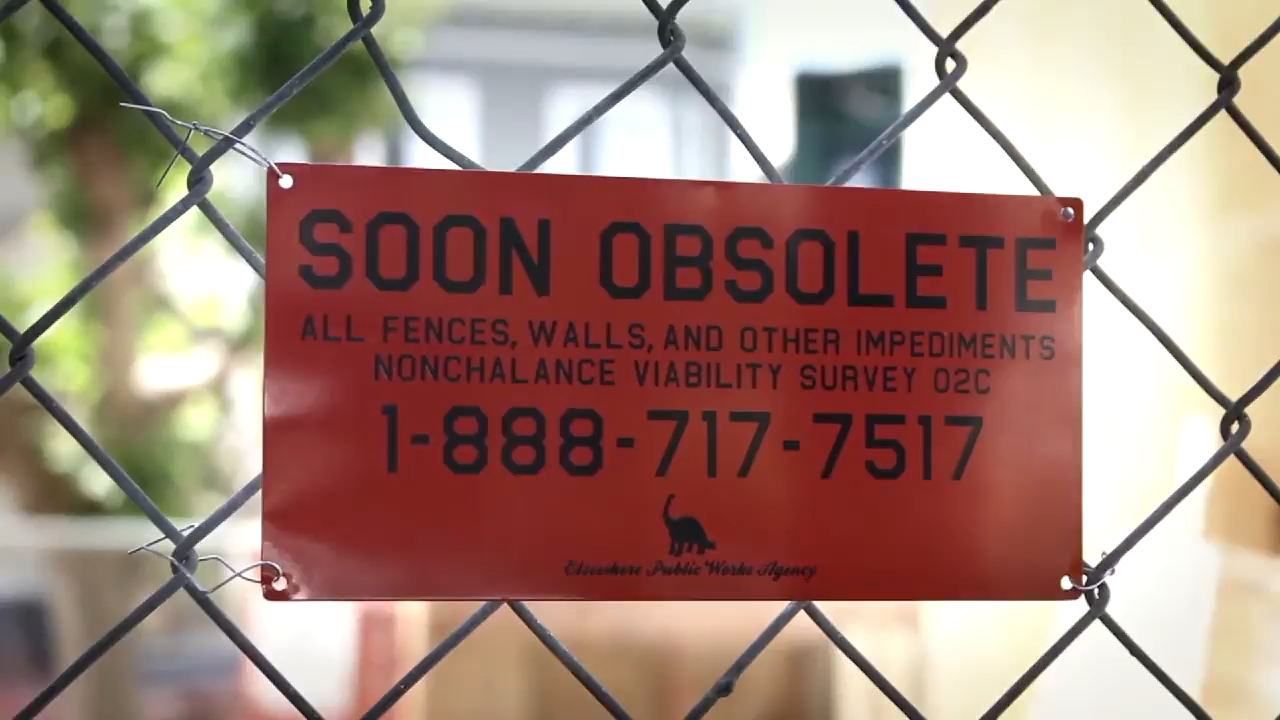 SOON OBSOLETE
ALL FENCES, WALLS, AND OTHER IMPEDIMENTS
NONCHALANCE VIABILITY SURVEY 02C
1-888-717-7517
Elsewhere Public Works Agency